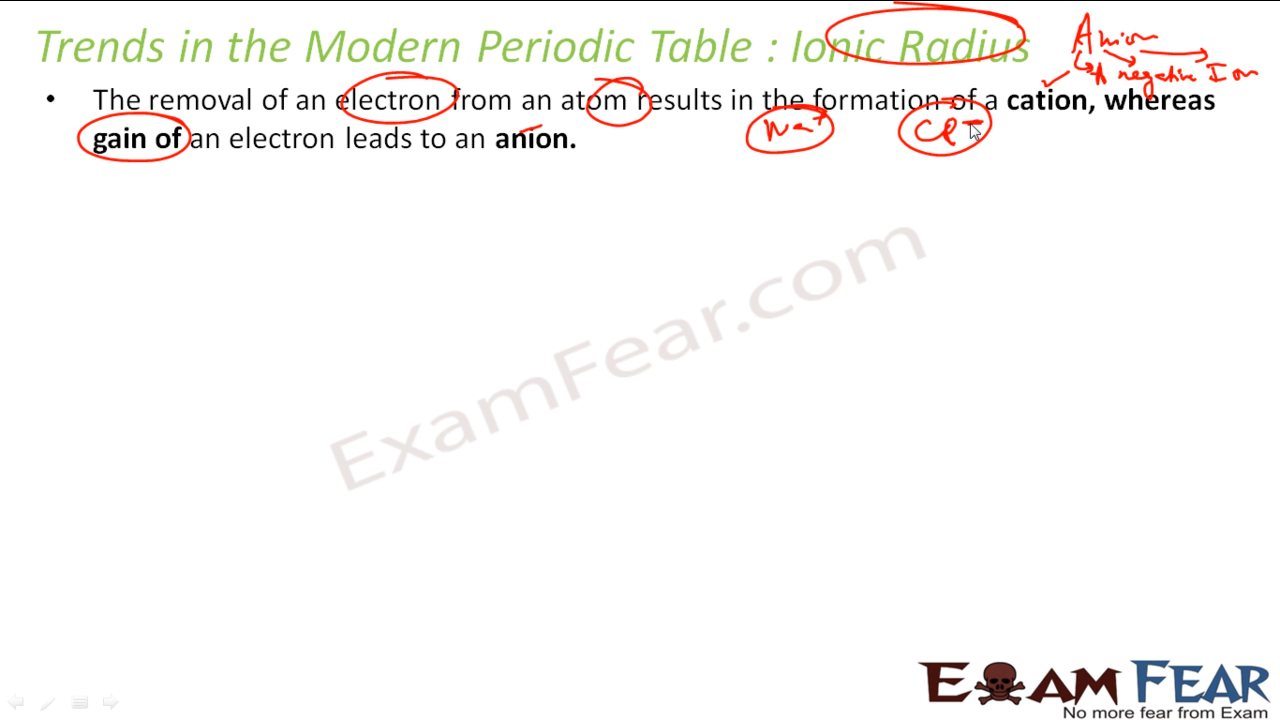 Trends in the Modern Periodic Table : Ionic Radius
Anion
A negative Ion
• The removal of an electron from an atom results in the formation of a cation, whereas
gain of an electron leads to an anion.
Na+
Cl-
ExamFear.com
EXAM FEAR
No more fear from Exam